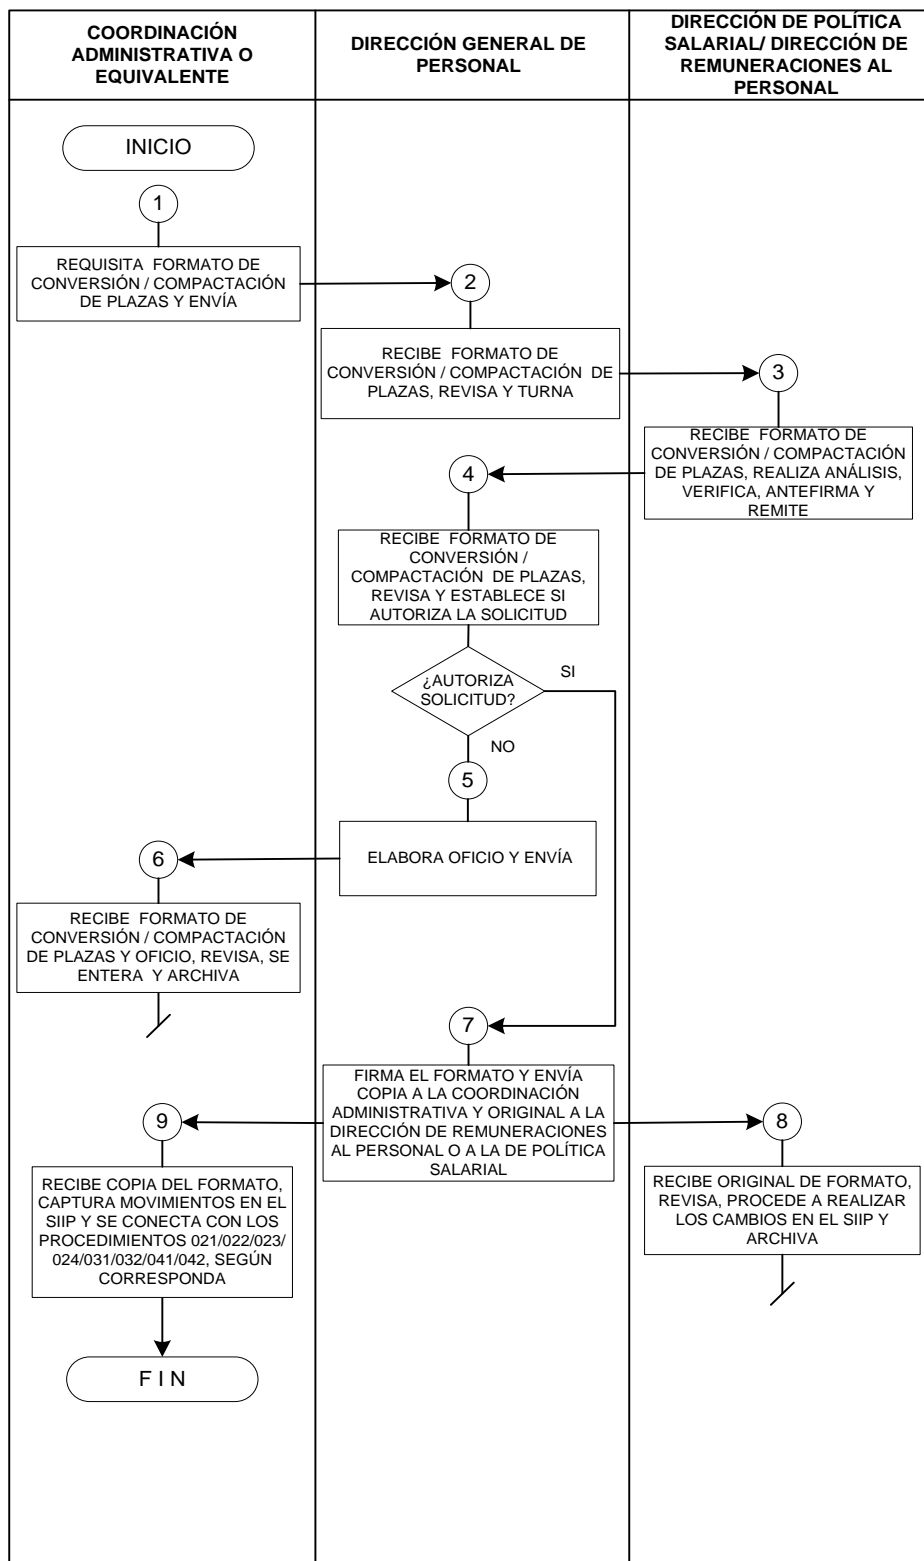 COORDINACIÓN
ADMINISTRATIVA O
EQUIVALENTE
DIRECCIÓN GENERAL DE
PERSONAL
DIRECCIÓN DE POLÍTICA
SALARIAL/ DIRECCIÓN DE
REMUNERACIONES AL
PERSONAL
INICIO
1
REQUISITA FORMATO DE
CONVERSIÓN / COMPACTACIÓN
DE PLAZAS Y ENVÍA
2
RECIBE FORMATO DE
CONVERSIÓN / COMPACTACIÓN DE
PLAZAS, REVISA Y TURNA
3
RECIBE FORMATO DE
CONVERSIÓN / COMPACTACIÓN
DE PLAZAS, REALIZA ANÁLISIS,
VERIFICA, ANTEFIRMA Y
REMITE
4
RECIBE FORMATO DE
CONVERSIÓN /
COMPACTACIÓN DE PLAZAS,
REVISA Y ESTABLECE SI
AUTORIZA LA SOLICITUD
¿AUTORIZA
SOLICITUD?
SI
NO
5
ELABORA OFICIO Y ENVÍA
6
RECIBE FORMATO DE
CONVERSIÓN / COMPACTACIÓN
DE PLAZAS Y OFICIO, REVISA, SE
ENTERA Y ARCHIVA
7
FIRMA EL FORMATO Y ENVÍA
COPIA A LA COORDINACIÓN
ADMINISTRATIVA Y ORIGINAL A LA
DIRECCIÓN DE REMUNERACIONES
AL PERSONAL O A LA DE POLÍTICA
SALARIAL
8
RECIBE ORIGINAL DE FORMATO,
REVISA, PROCEDE A REALIZAR
LOS CAMBIOS EN EL SIIP Y
ARCHIVA
9
RECIBE COPIA DEL FORMATO,
CAPTURA MOVIMIENTOS EN EL
SIIP Y SE CONECTA CON LOS
PROCEDIMIENTOS 021/022/023/
024/031/032/041/042, SEGÚN
CORRESPONDA
F I N